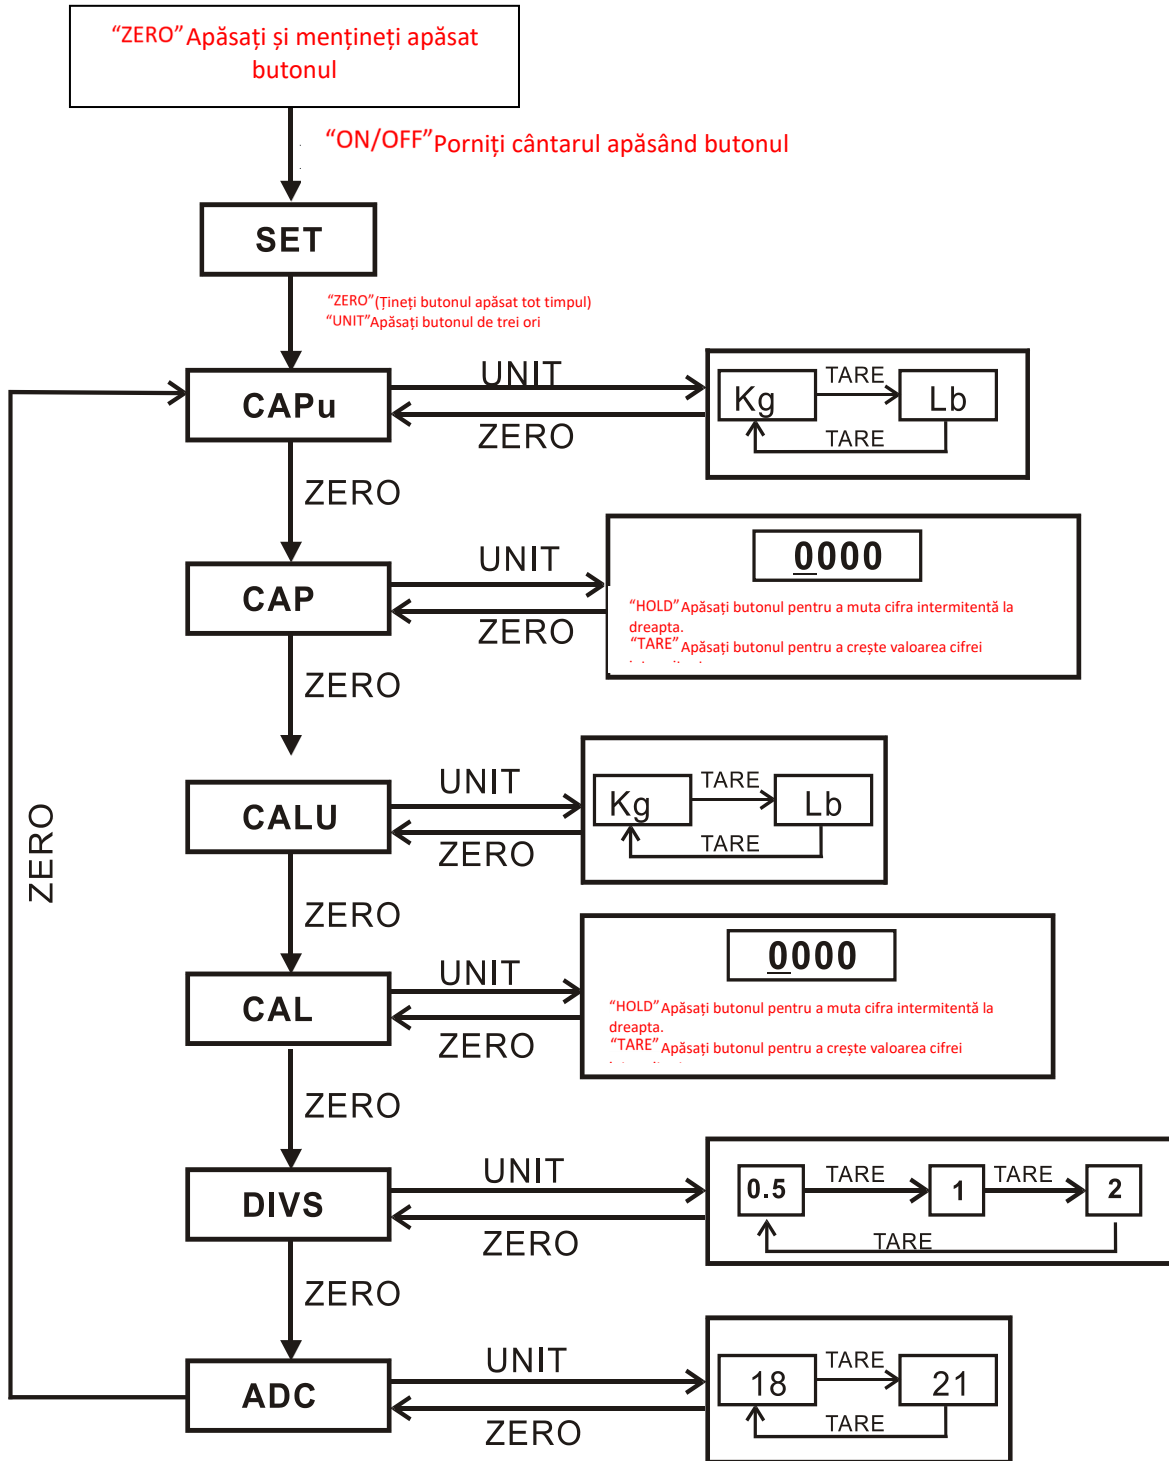 “ZERO” Apăsați și mențineți apăsat
butonul
“ON/OFF” Porniți cântarul apăsând butonul
SET
“ZERO” (Țineți butonul apăsat tot timpul)
“UNIT” Apăsați butonul de trei ori
CAPu
UNIT
ZERO
Kg
TARE
Lb
TARE
ZERO
CAP
UNIT
ZERO
0000
“HOLD” Apăsați butonul pentru a muta cifra intermitentă la
dreapta.
“TARE” Apăsați butonul pentru a crește valoarea cifrei
ZERO
CALU
UNIT
ZERO
Kg
TARE
Lb
TARE
ZERO
ZERO
CAL
UNIT
ZERO
0000
“HOLD” Apăsați butonul pentru a muta cifra intermitentă la
dreapta.
“TARE” Apăsați butonul pentru a crește valoarea cifrei
ZERO
DIVS
UNIT
ZERO
0.5
TARE
1
TARE
2
TARE
ZERO
ADC
UNIT
ZERO
18
TARE
21
TARE